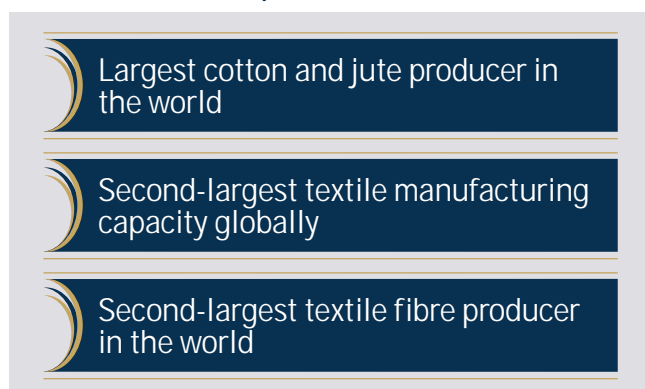 Largest cotton and jute producer in
the world
Second-largest textile manufacturing
capacity globally
Second-largest textile fibre producer
in the world